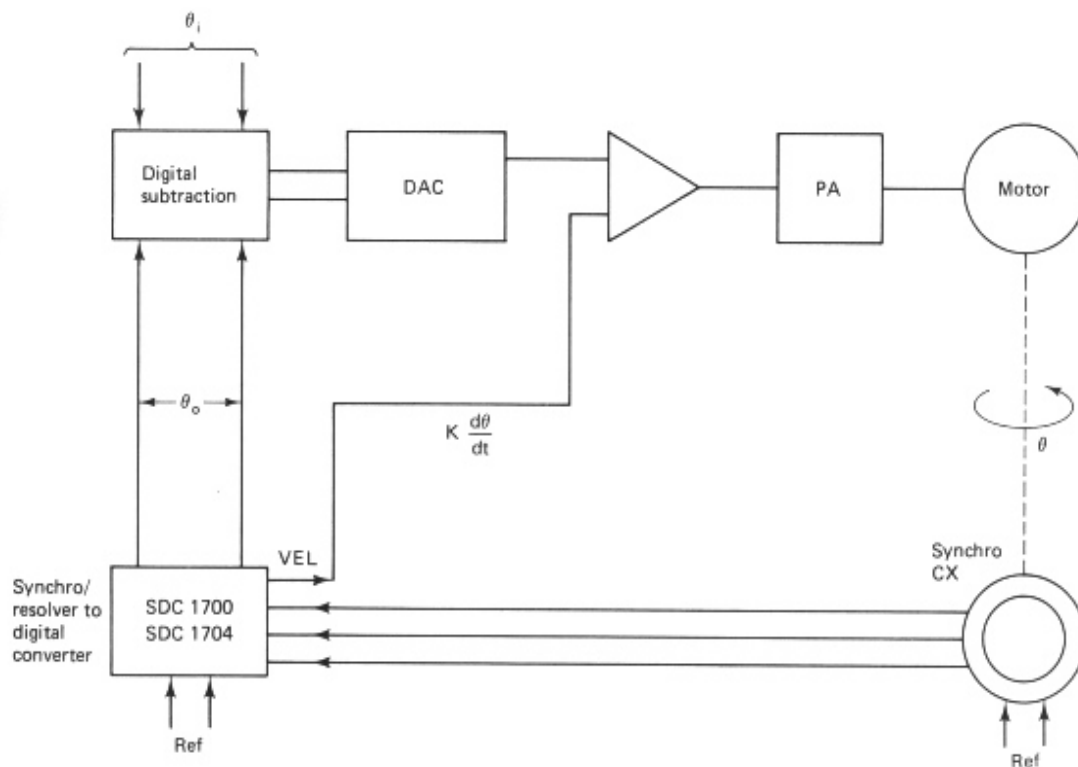 θi
Digital
subtraction
DAC
PA
Motor
θo
K dθ/dt
θ
VEL
Synchro
CX
Synchro/
resolver to
digital
converter
SDC 1700
SDC 1704
Ref
Ref